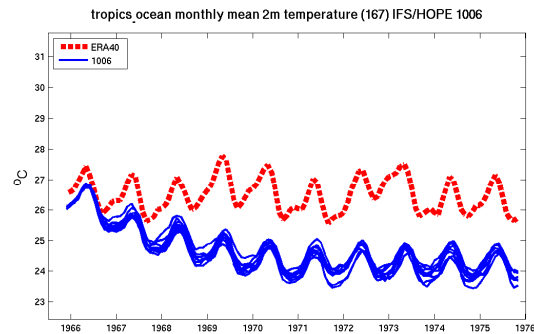 tropics_ocean monthly mean 2m temperature (167) IFS/HOPE 1006
ERA40
1006
°C
31
30
29
28
27
26
25
24
23
1966 1967 1968 1969 1970 1971 1972 1973 1974 1975 1976